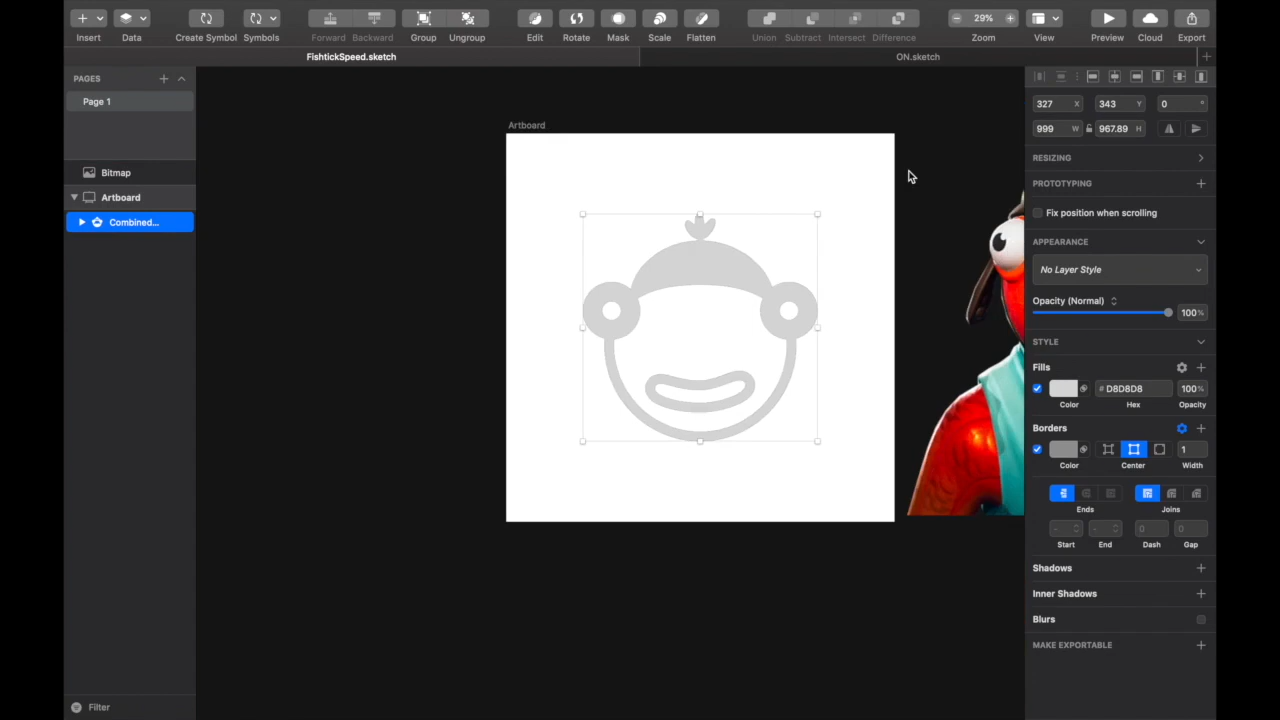 29%
Insert Data Create Symbol Symbols Forward Backward Group Ungroup Edit Rotate Mask Scale Flatten Union Subtract Intersect Difference Zoom View Preview Cloud Export
FishtickSpeed.sketch ON.sketch
PAGES
Page 1
Bitmap
Artboard
Combined...
Filter
Artboard
327 X 343 Y 0 °
999 W 967.89 H
RESIZING
PROTOTYPING
Fix position when scrolling
APPEARANCE
No Layer Style
Opacity (Normal)
100%
STYLE
Fills
# D8D8D8 100%
Color Hex Opacity
Borders
1
Color Center Width
Ends Joins
- - 0 0
Start End Dash Gap
Shadows
Inner Shadows
Blurs
MAKE EXPORTABLE